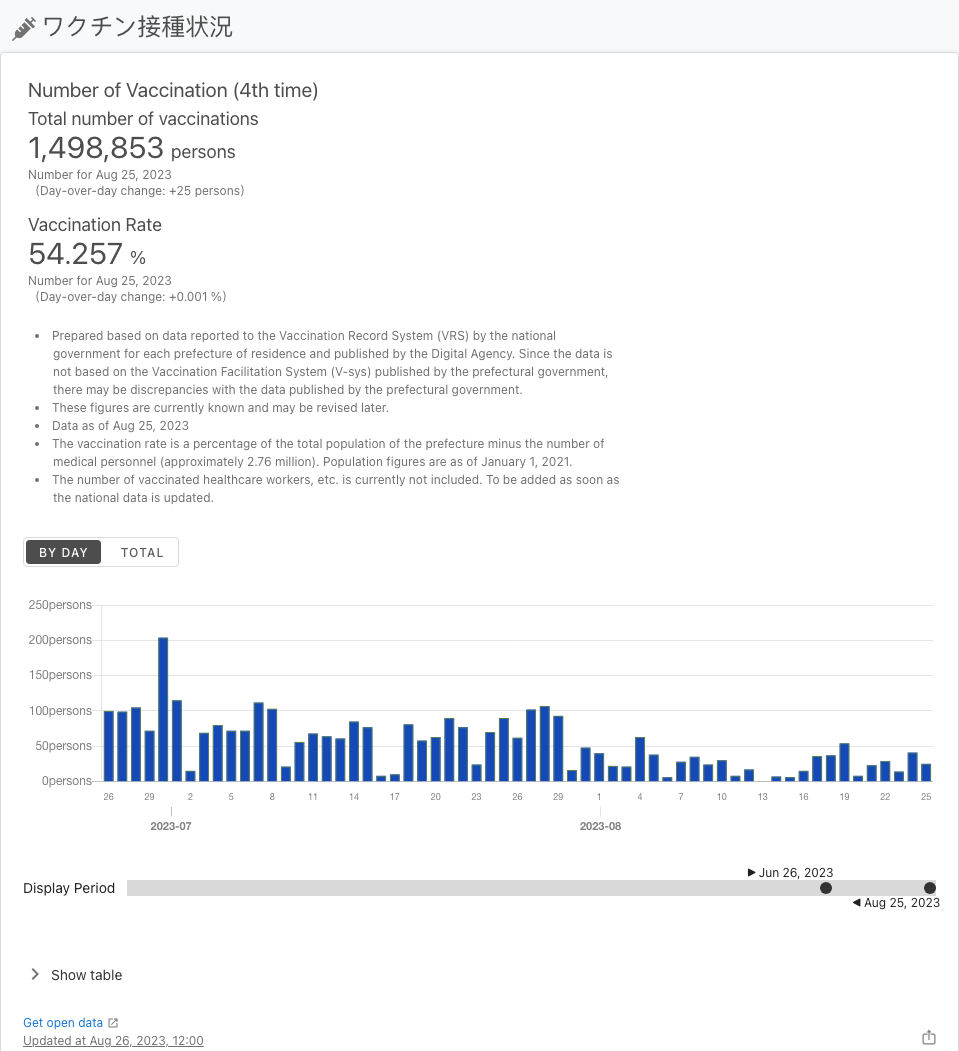 ワクチン接種状況
Number of Vaccination (4th time)
Total number of vaccinations
1,498,853 persons
Number for Aug 25, 2023
(Day-over-day change: +25 persons)
Vaccination Rate
54.257 %
Number for Aug 25, 2023
(Day-over-day change: +0.001 %)
• Prepared based on data reported to the Vaccination Record System (VRS) by the national
government for each prefecture of residence and published by the Digital Agency. Since the data is
not based on the Vaccination Facilitation System (V-sys) published by the prefectural government,
there may be discrepancies with the data published by the prefectural government.
• These figures are currently known and may be revised later.
• Data as of Aug 25, 2023
• The vaccination rate is a percentage of the total population of the prefecture minus the number of
medical personnel (approximately 2.76 million). Population figures are as of January 1, 2021.
• The number of vaccinated healthcare workers, etc. is currently not included. To be added as soon as
the national data is updated.
BY DAY TOTAL
250persons
200persons
150persons
100persons
50persons
0persons
26 29 2 5 8 11 14 17 20 23 26 29 1 4 7 10 13 16 19 22 25
2023-07 2023-08
Jun 26, 2023
Display Period
Aug 25, 2023
Show table
Get open data
Updated at Aug 26, 2023, 12:00